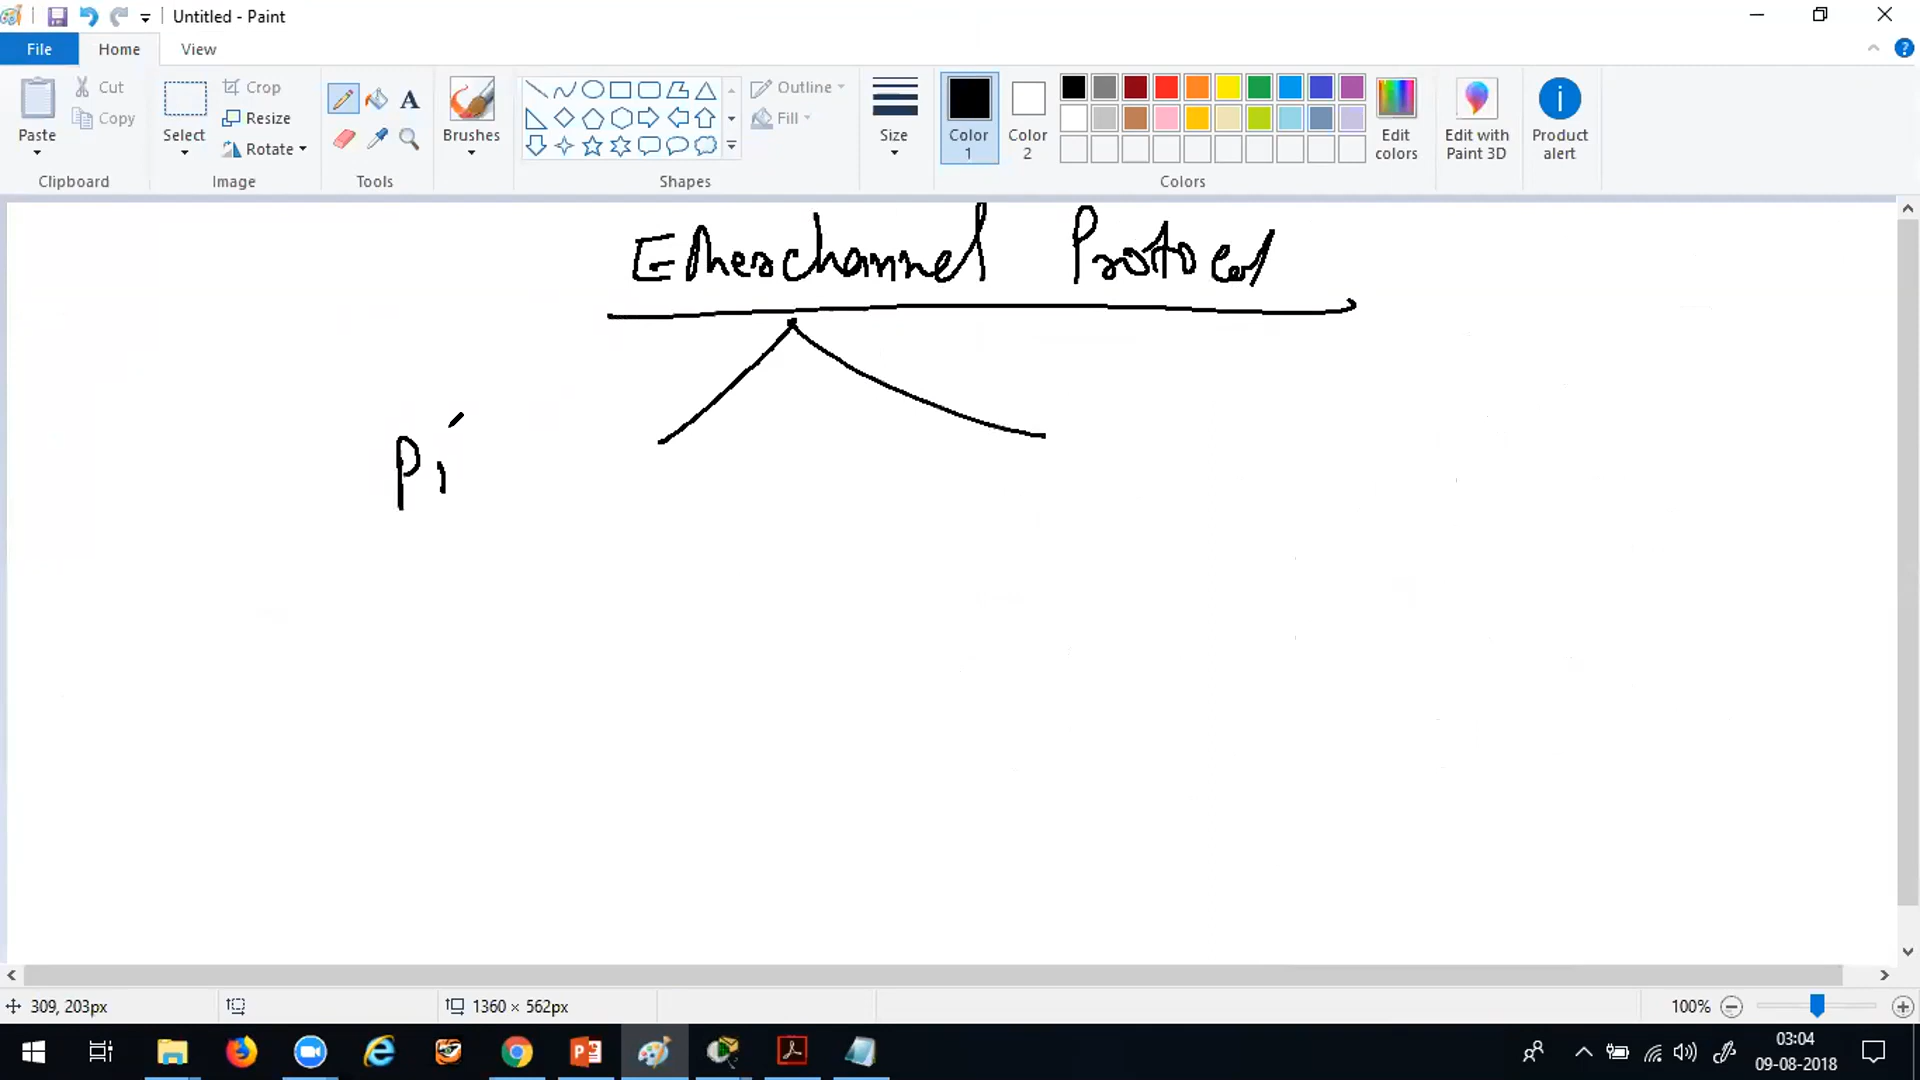 Untitled - Paint
File Home View
Paste
Cut
Copy
Clipboard
Select
Crop
Resize
Rotate
Image
Tools
Brushes
Shapes
Outline
Fill
Size
Color 1
Color 2
Edit colors
Colors
Edit with Paint 3D
Product alert
Etherchannel Protocol
Pi
309, 203px
1360 × 562px
100%
03:04
09-08-2018